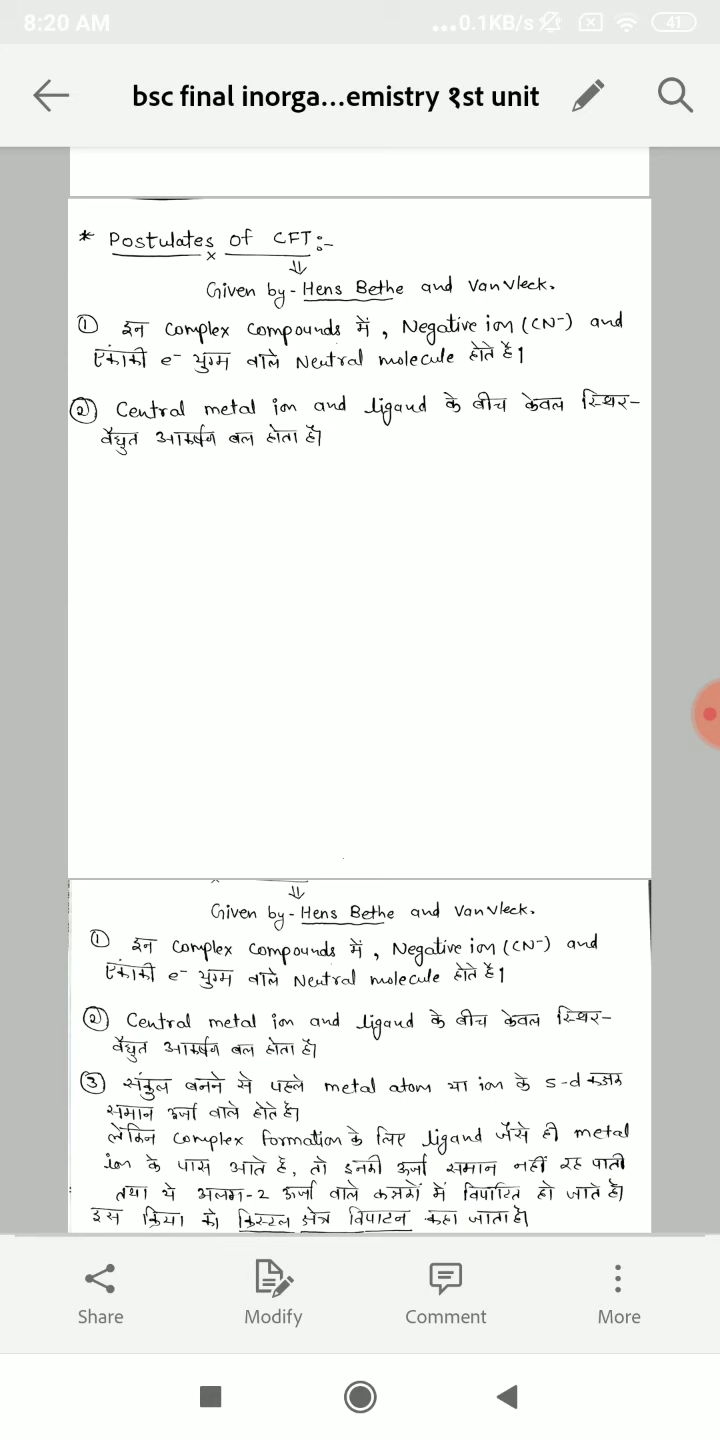 8:20 AM
...0.1KB/s
41
bsc final inorga...emistry १st unit
* Postulates of CFT:-
Given by - Hens Bethe and Van Vleck.
① इन Complex Compounds में, Negative ion (CN⁻) and
एकाकी e⁻ युग्म वाले Neutral molecule होते है।
② Central metal ion and ligand के बीच केवल स्थिर-
वैधुत आकर्षण बल होता है।
Given by - Hens Bethe and Van Vleck.
① इन Complex Compounds में, Negative ion (CN⁻) and
एकाकी e⁻ युग्म वाले Neutral molecule होते है।
② Central metal ion and ligand के बीच केवल स्थिर-
वैधुत आकर्षण बल होता है।
③ संकुल बनने से पहले metal atom या ion के 5-d कक्षक
समान ऊर्जा वाले होते है।
लेकिन complex formation के लिए ligand जैसे ही metal
ion के पास आते है, तो इनकी ऊर्जा समान नहीं रह पाती
तथा ये अलग-२ ऊर्जा वाले कक्षकों में विपाटित हो जाते है।
इस क्रिया को क्रिस्टल क्षेत्र विपाटन कहा जाता है।
Share
Modify
Comment
More